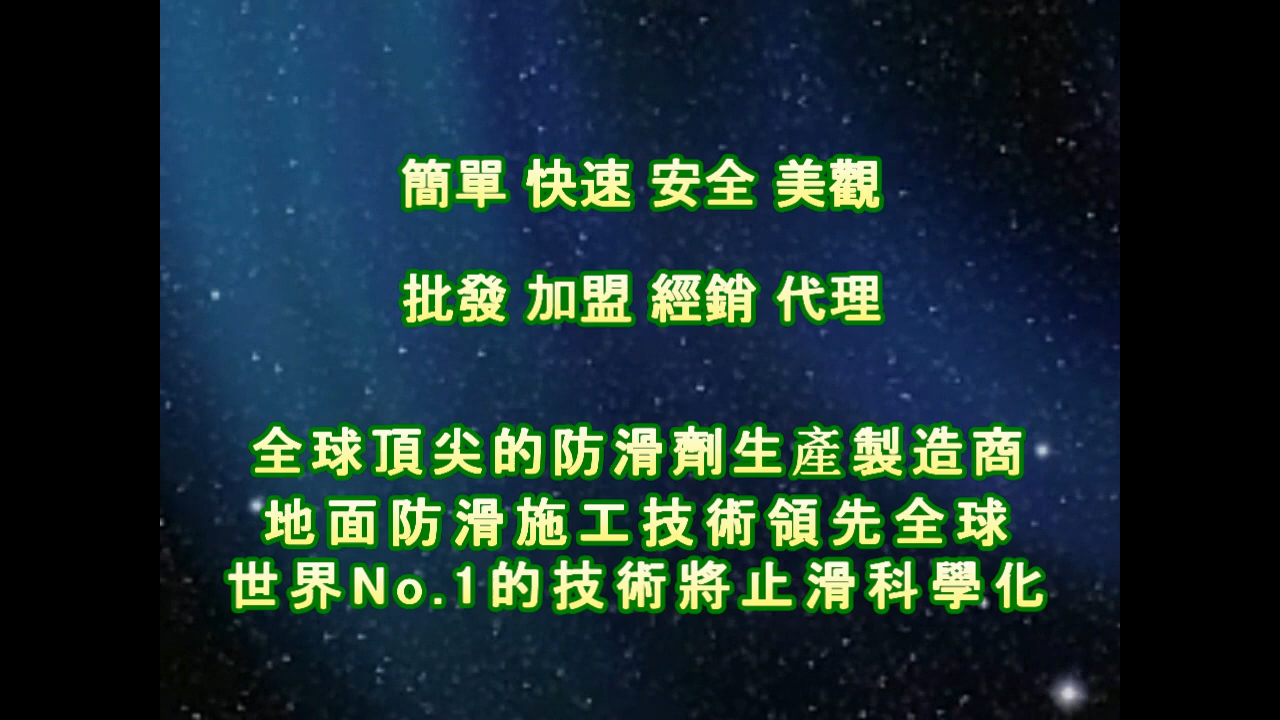 簡單 快速 安全 美觀
批發 加盟 經銷 代理
全球頂尖的防滑劑生產製造商
地面防滑施工技術領先全球
世界No.1的技術將止滑科學化